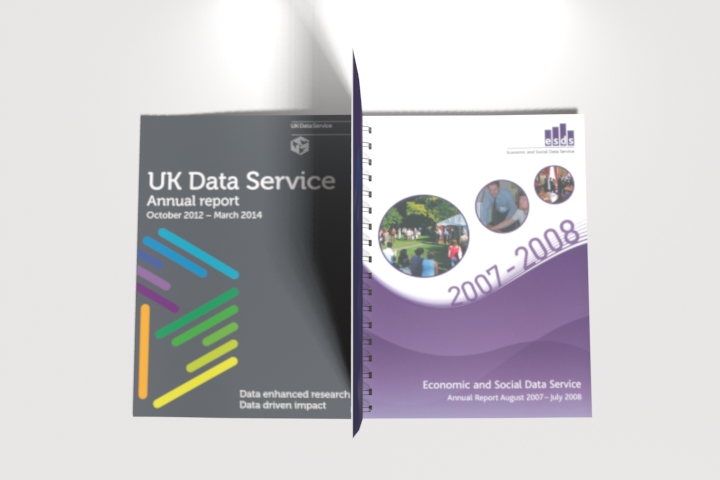 UK Data Service
UK Data Service
Annual report
October 2012 – March 2014
Data enhanced research
Data driven impact
esds
Economic and Social Data Service
2007-2008
Economic and Social Data Service
Annual Report August 2007 – July 2008